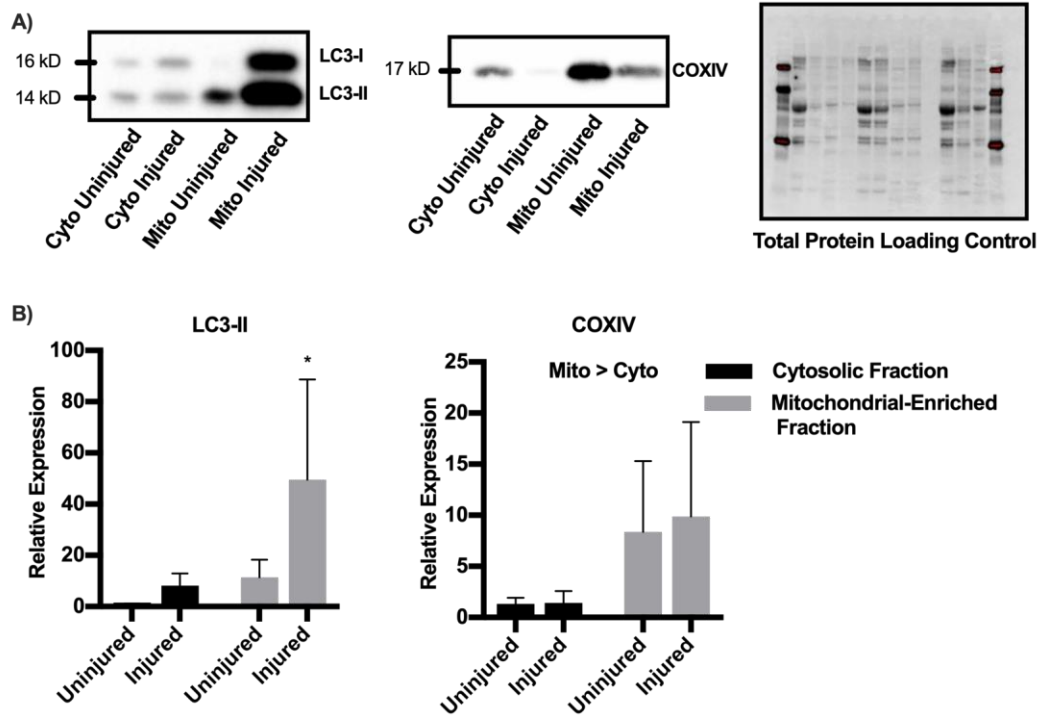 A)
16 kD
14 kD
LC3-I
LC3-II
Cyto Uninjured
Cyto Injured
Mito Uninjured
Mito Injured
17 kD
COXIV
Cyto Uninjured
Cyto Injured
Mito Uninjured
Mito Injured
Total Protein Loading Control
B)
LC3-II
Relative Expression
100
80
60
40
20
0
*
Uninjured
Injured
Uninjured
Injured
COXIV
Mito > Cyto
Relative Expression
25
20
15
10
5
0
Uninjured
Injured
Uninjured
Injured
Cytosolic Fraction
Mitochondrial-Enriched
Fraction